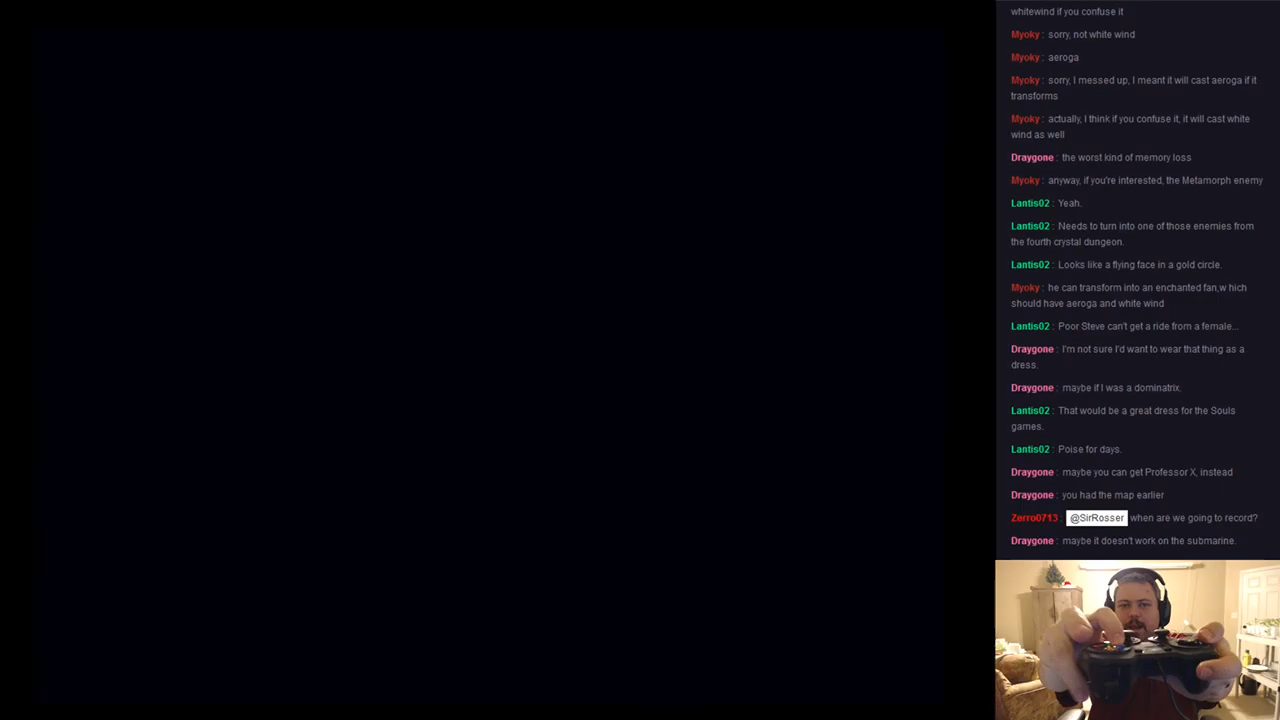 whitewind if you confuse it
Myoky: sorry, not white wind
Myoky: aeroga
Myoky: sorry, I messed up, I meant it will cast aeroga if it
transforms
Myoky: actually, I think if you confuse it, it will cast white
wind as well
Draygone: the worst kind of memory loss
Myoky: anyway, if you're interested, the Metamorph enemy
Lantis02: Yeah.
Lantis02: Needs to turn into one of those enemies from
the fourth crystal dungeon.
Lantis02: Looks like a flying face in a gold circle.
Myoky: he can transform into an enchanted fan,w hich
should have aeroga and white wind
Lantis02: Poor Steve can't get a ride from a female...
Draygone: I'm not sure I'd want to wear that thing as a
dress.
Draygone: maybe if I was a dominatrix.
Lantis02: That would be a great dress for the Souls
games.
Lantis02: Poise for days.
Draygone: maybe you can get Professor X, instead
Draygone: you had the map earlier
Zerro0713: @SirRosser when are we going to record?
Draygone: maybe it doesn't work on the submarine.